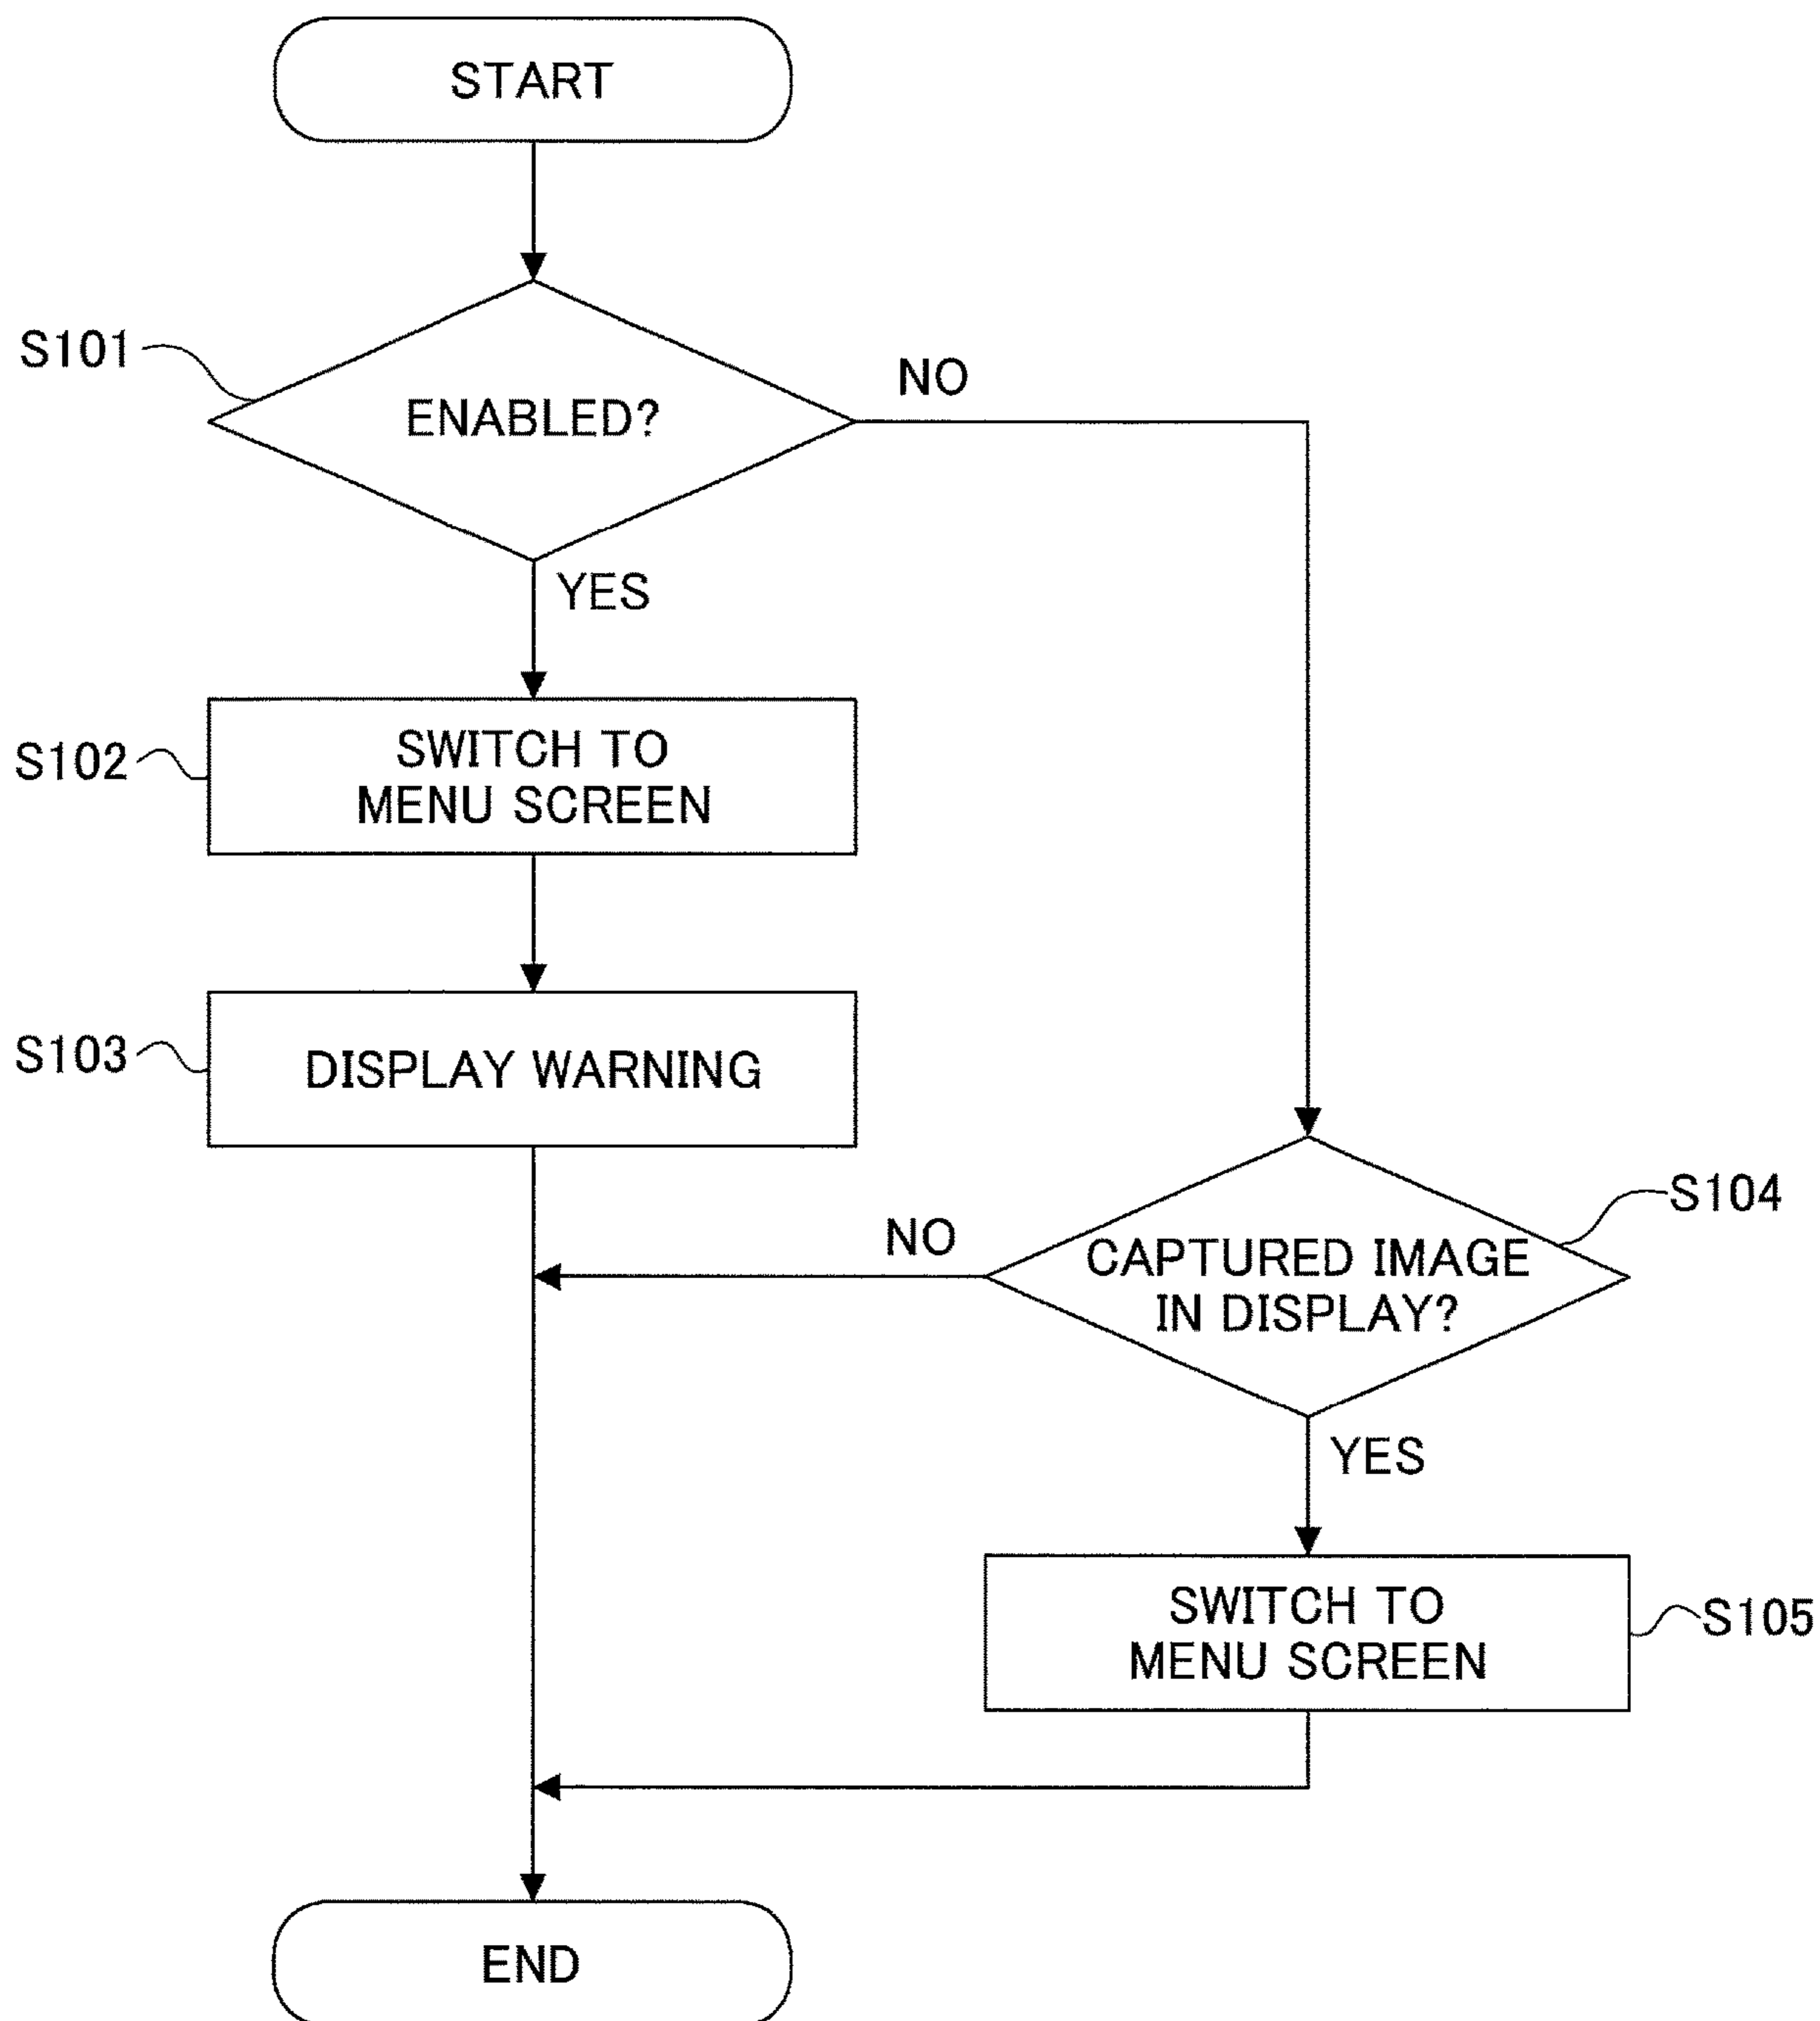 START
S101
ENABLED?
NO
YES
S102
SWITCH TO
MENU SCREEN
S103
DISPLAY WARNING
S104
NO
CAPTURED IMAGE
IN DISPLAY?
YES
S105
SWITCH TO
MENU SCREEN
END